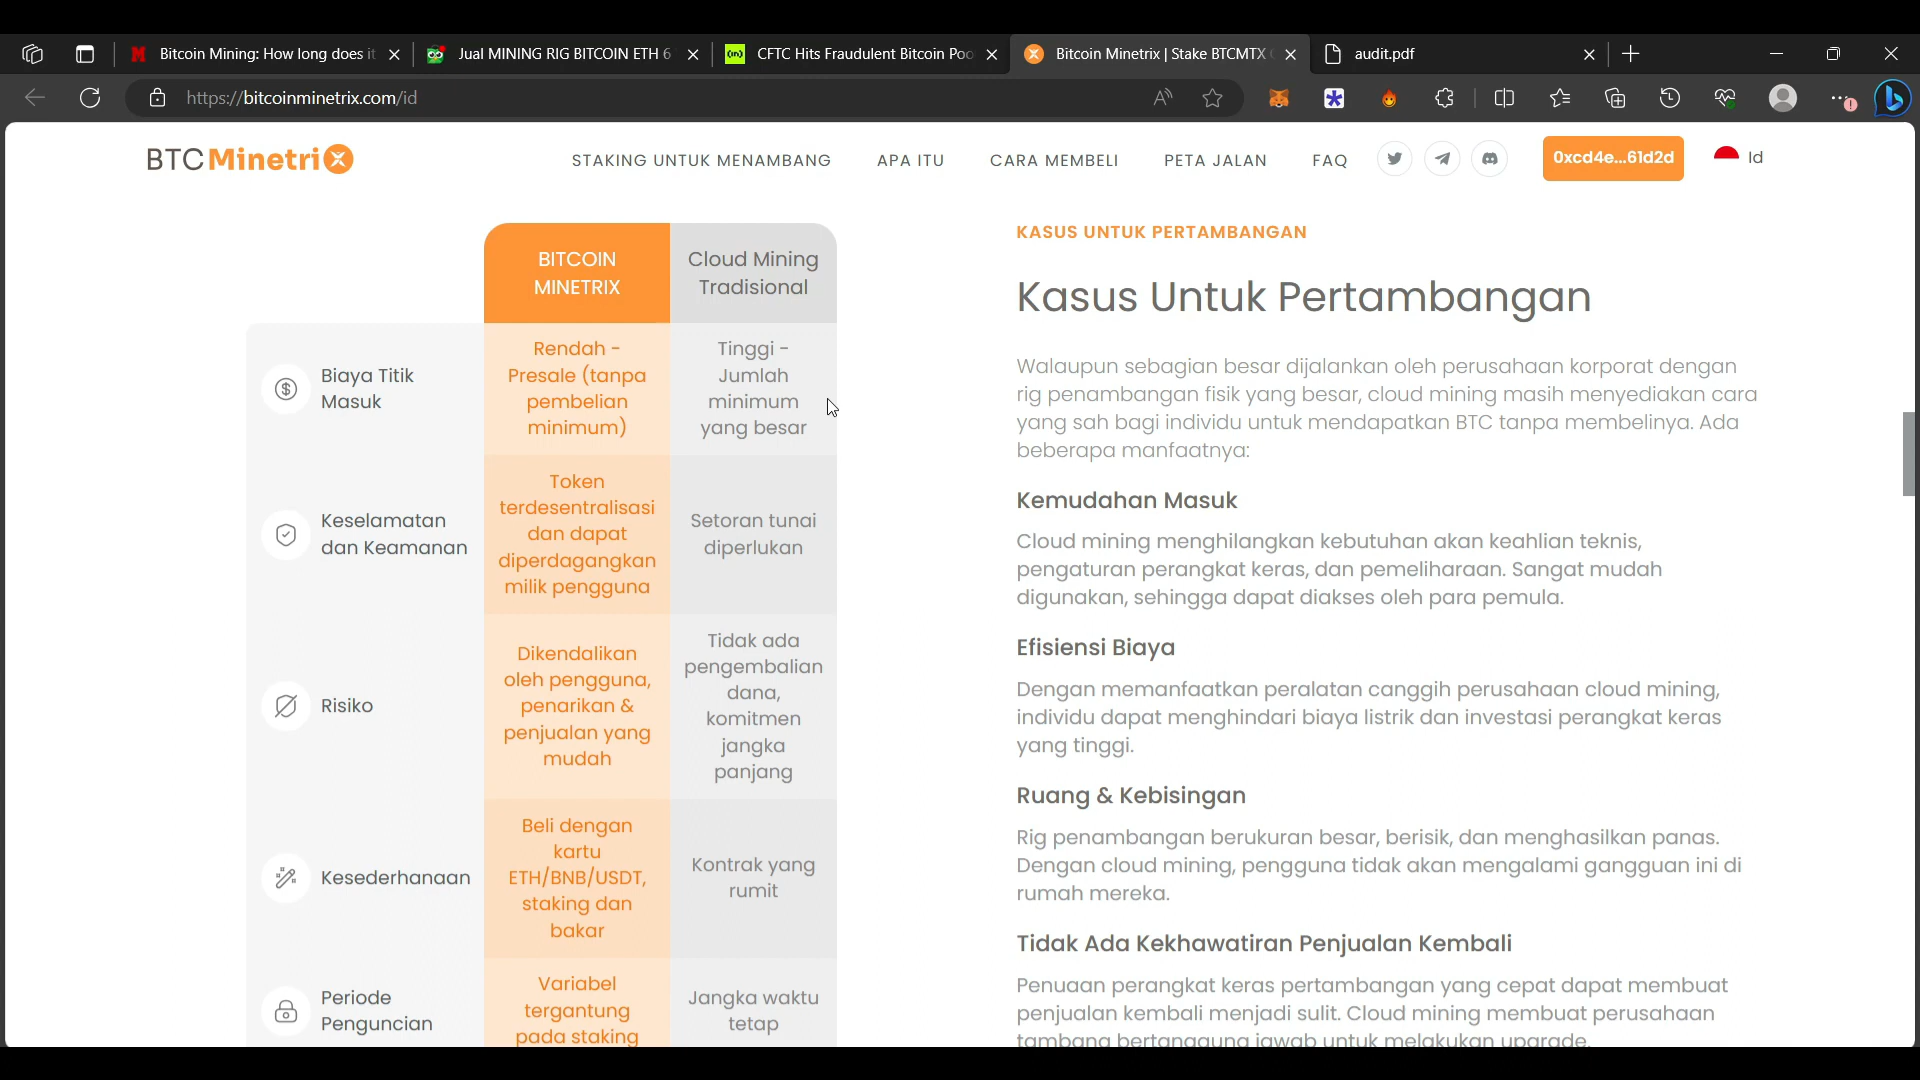 Bitcoin Mining: How long does it
Jual MINING RIG BITCOIN ETH 6
CFTC Hits Fraudulent Bitcoin Poo
Bitcoin Minetrix | Stake BTCMTX
audit.pdf
https://bitcoinminetrix.com/id
BTC Minetrix
STAKING UNTUK MENAMBANG
APA ITU
CARA MEMBELI
PETA JALAN
FAQ
0xcd4e...61d2d
Id
BITCOIN
MINETRIX
Cloud Mining
Tradisional
Biaya Titik
Masuk
Rendah -
Presale (tanpa
pembelian
minimum)
Tinggi -
Jumlah
minimum
yang besar
Keselamatan
dan Keamanan
Token
terdesentralisasi
dan dapat
diperdagangkan
milik pengguna
Setoran tunai
diperlukan
Risiko
Dikendalikan
oleh pengguna,
penarikan &
penjualan yang
mudah
Tidak ada
pengembalian
dana,
komitmen
jangka
panjang
Kesederhanaan
Beli dengan
kartu
ETH/BNB/USDT,
staking dan
bakar
Kontrak yang
rumit
Periode
Penguncian
Variabel
tergantung
pada staking
Jangka waktu
tetap
KASUS UNTUK PERTAMBANGAN
Kasus Untuk Pertambangan
Walaupun sebagian besar dijalankan oleh perusahaan korporat dengan
rig penambangan fisik yang besar, cloud mining masih menyediakan cara
yang sah bagi individu untuk mendapatkan BTC tanpa membelinya. Ada
beberapa manfaatnya:
Kemudahan Masuk
Cloud mining menghilangkan kebutuhan akan keahlian teknis,
pengaturan perangkat keras, dan pemeliharaan. Sangat mudah
digunakan, sehingga dapat diakses oleh para pemula.
Efisiensi Biaya
Dengan memanfaatkan peralatan canggih perusahaan cloud mining,
individu dapat menghindari biaya listrik dan investasi perangkat keras
yang tinggi.
Ruang & Kebisingan
Rig penambangan berukuran besar, berisik, dan menghasilkan panas.
Dengan cloud mining, pengguna tidak akan mengalami gangguan ini di
rumah mereka.
Tidak Ada Kekhawatiran Penjualan Kembali
Penuaan perangkat keras pertambangan yang cepat dapat membuat
penjualan kembali menjadi sulit. Cloud mining membuat perusahaan
tambang bertanggung jawab untuk melakukan upgrade.